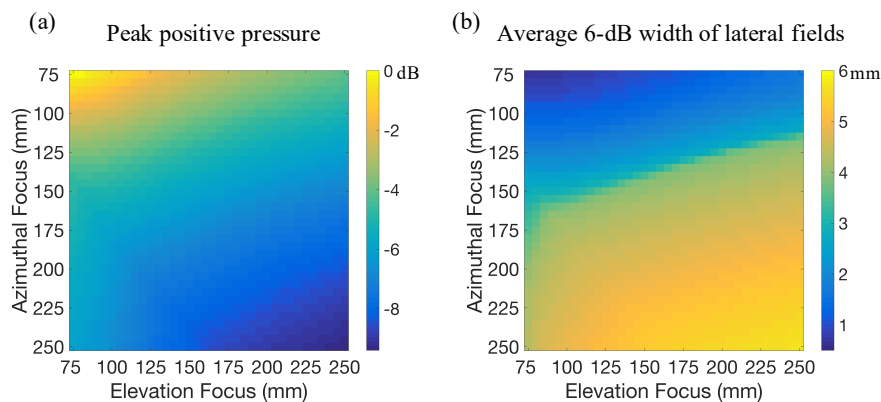 (a)
Peak positive pressure
Azimuthal Focus (mm)
75
100
125
150
175
200
225
250
75 100 125 150 175 200 225 250
Elevation Focus (mm)
0 dB
-2
-4
-6
-8
(b)
Average 6-dB width of lateral fields
Azimuthal Focus (mm)
75
100
125
150
175
200
225
250
75 100 125 150 175 200 225 250
Elevation Focus (mm)
6mm
5
4
3
2
1